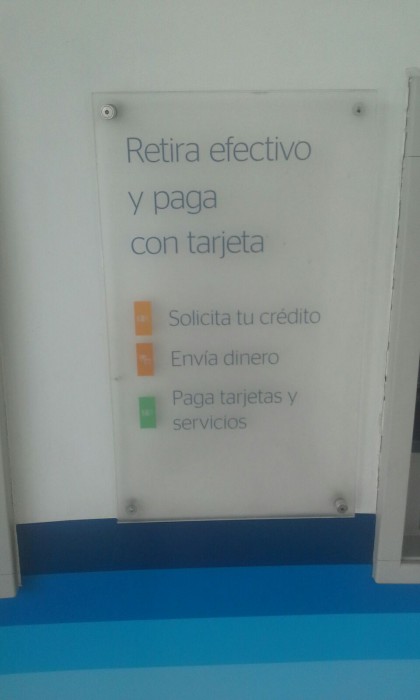 Retira efectivo
y paga
con tarjeta
Solicita tu crédito
Envía dinero
Paga tarjetas y
servicios